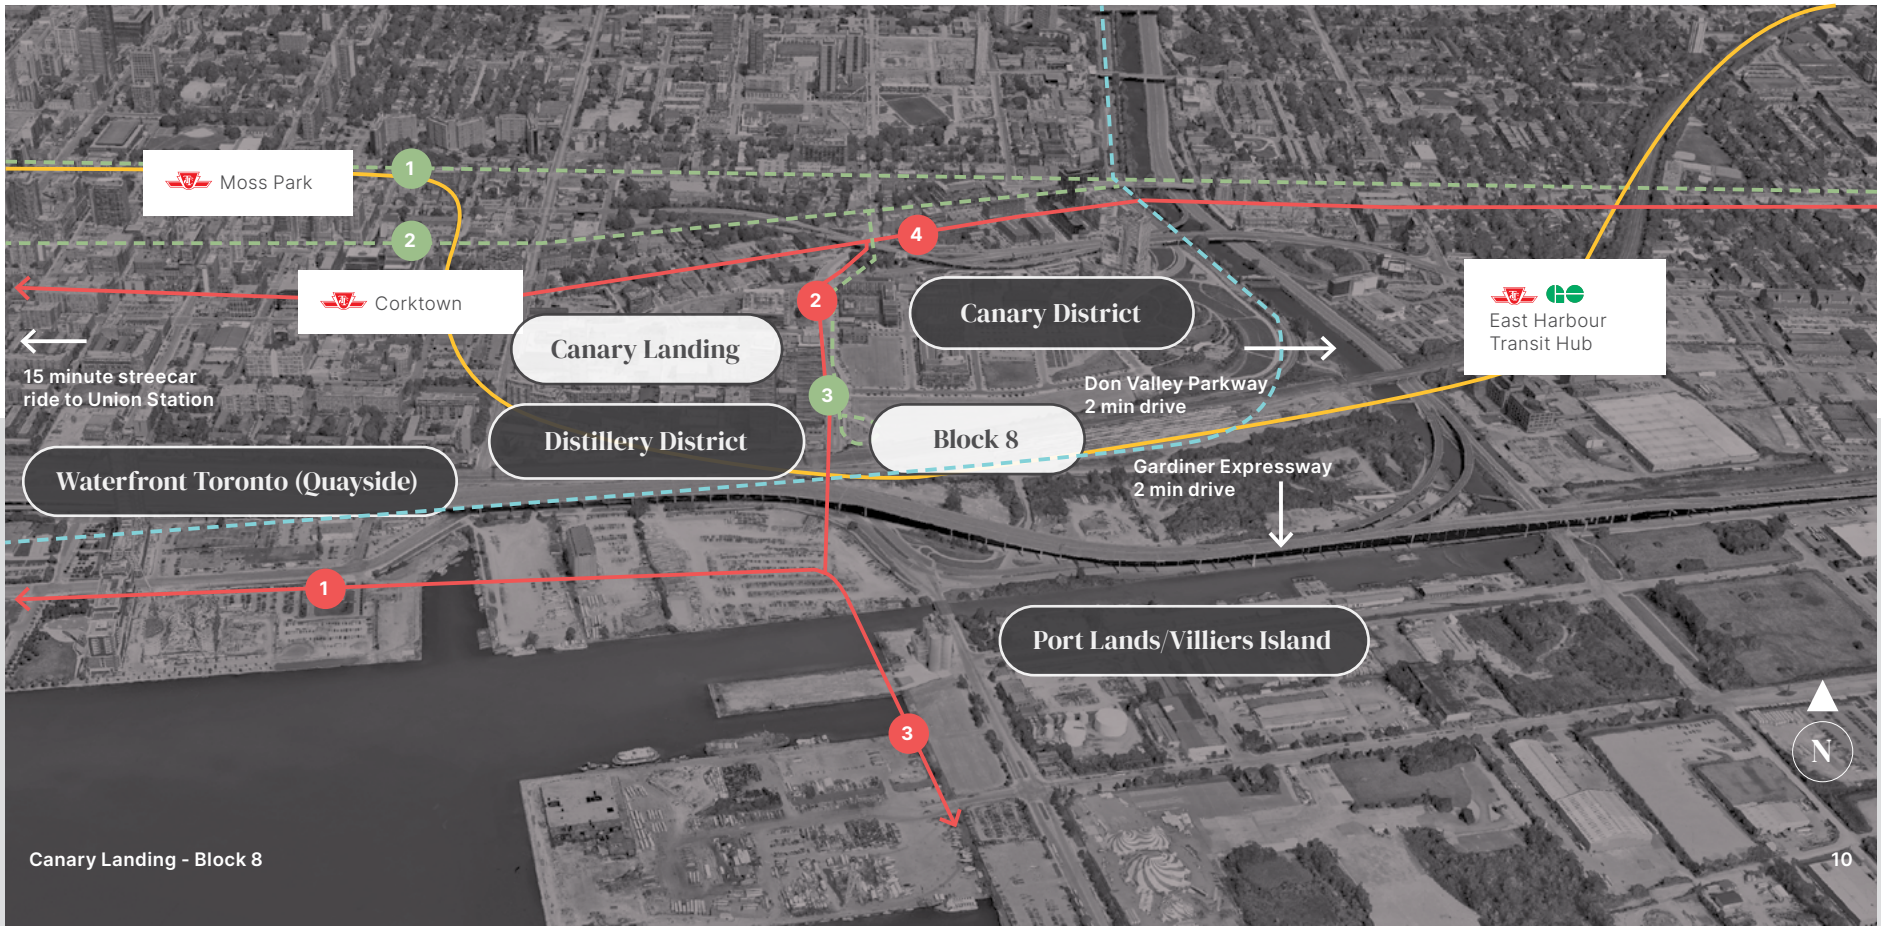 1
Moss Park
2
4
Corktown
2
Canary District
East Harbour
Transit Hub
Canary Landing
15 minute streecar
ride to Union Station
3
Don Valley Parkway
2 min drive
Distillery District
Block 8
Waterfront Toronto (Quayside)
Gardiner Expressway
2 min drive
1
Port Lands/Villiers Island
3
N
Canary Landing - Block 8
10